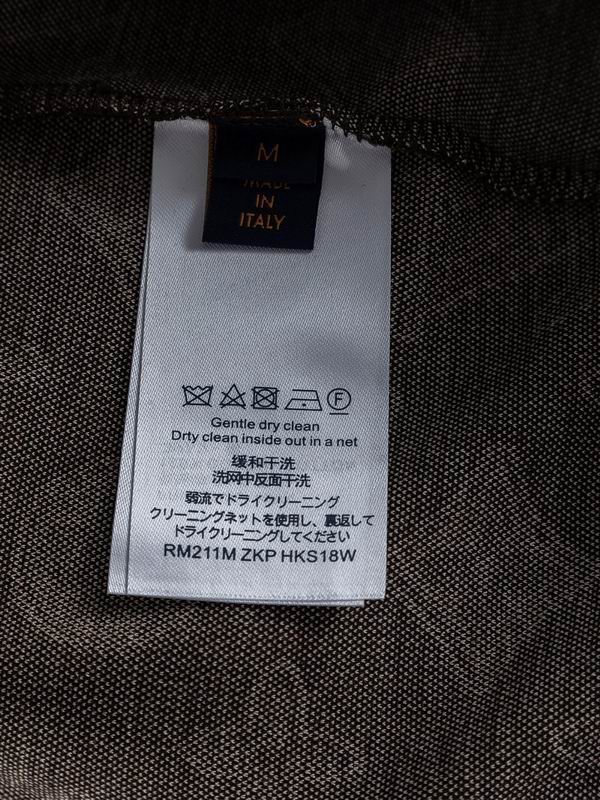 M
MADE
IN
ITALY
F
Gentle dry clean
Drty clean inside out in a net
缓和干洗
洗网中反面干洗
弱流でドライクリーニング
クリーニングネットを使用し、裏返して
ドライクリーニングしてください
RM211M ZKP HKS18W